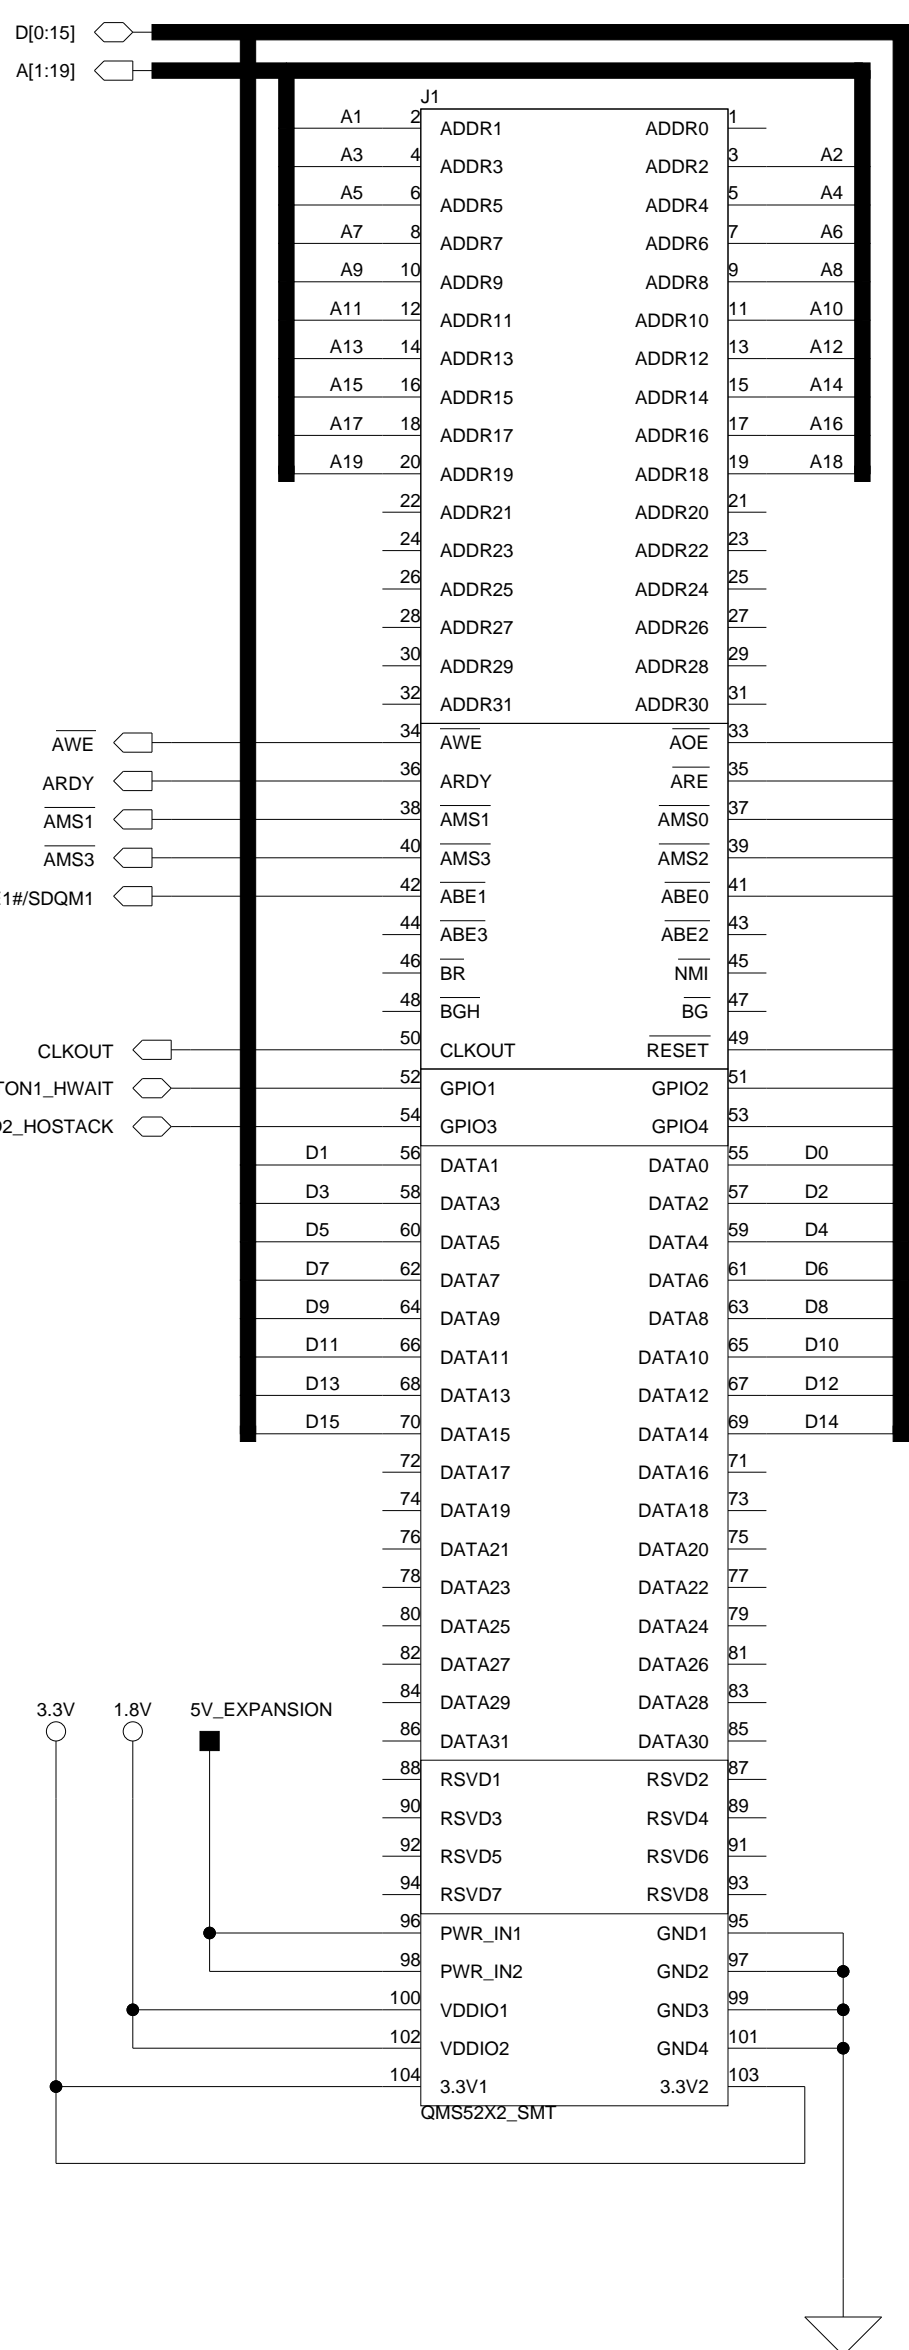 D[0:15]
A[1:19]
J1
A1 2 ADDR1 ADDR0 1
A3 4 ADDR3 ADDR2 3 A2
A5 6 ADDR5 ADDR4 5 A4
A7 8 ADDR7 ADDR6 7 A6
A9 10 ADDR9 ADDR8 9 A8
A11 12 ADDR11 ADDR10 11 A10
A13 14 ADDR13 ADDR12 13 A12
A15 16 ADDR15 ADDR14 15 A14
A17 18 ADDR17 ADDR16 17 A16
A19 20 ADDR19 ADDR18 19 A18
22 ADDR21 ADDR20 21
24 ADDR23 ADDR22 23
26 ADDR25 ADDR24 25
28 ADDR27 ADDR26 27
30 ADDR29 ADDR28 29
32 ADDR31 ADDR30 31
AWE 34 AWE AOE 33
ARDY 36 ARDY ARE 35
AMS1 38 AMS1 AMS0 37
AMS3 40 AMS3 AMS2 39
1#/SDQM1 42 ABE1 ABE0 41
44 ABE3 ABE2 43
46 BR NMI 45
48 BGH BG 47
CLKOUT 50 CLKOUT RESET 49
TON1_HWAIT 52 GPIO1 GPIO2 51
2_HOSTACK 54 GPIO3 GPIO4 53
D1 56 DATA1 DATA0 55 D0
D3 58 DATA3 DATA2 57 D2
D5 60 DATA5 DATA4 59 D4
D7 62 DATA7 DATA6 61 D6
D9 64 DATA9 DATA8 63 D8
D11 66 DATA11 DATA10 65 D10
D13 68 DATA13 DATA12 67 D12
D15 70 DATA15 DATA14 69 D14
72 DATA17 DATA16 71
74 DATA19 DATA18 73
76 DATA21 DATA20 75
78 DATA23 DATA22 77
80 DATA25 DATA24 79
82 DATA27 DATA26 81
84 DATA29 DATA28 83
3.3V 1.8V 5V_EXPANSION
86 DATA31 DATA30 85
88 RSVD1 RSVD2 87
90 RSVD3 RSVD4 89
92 RSVD5 RSVD6 91
94 RSVD7 RSVD8 93
96 PWR_IN1 GND1 95
98 PWR_IN2 GND2 97
100 VDDIO1 GND3 99
102 VDDIO2 GND4 101
104 3.3V1 3.3V2 103
QMS52X2_SMT